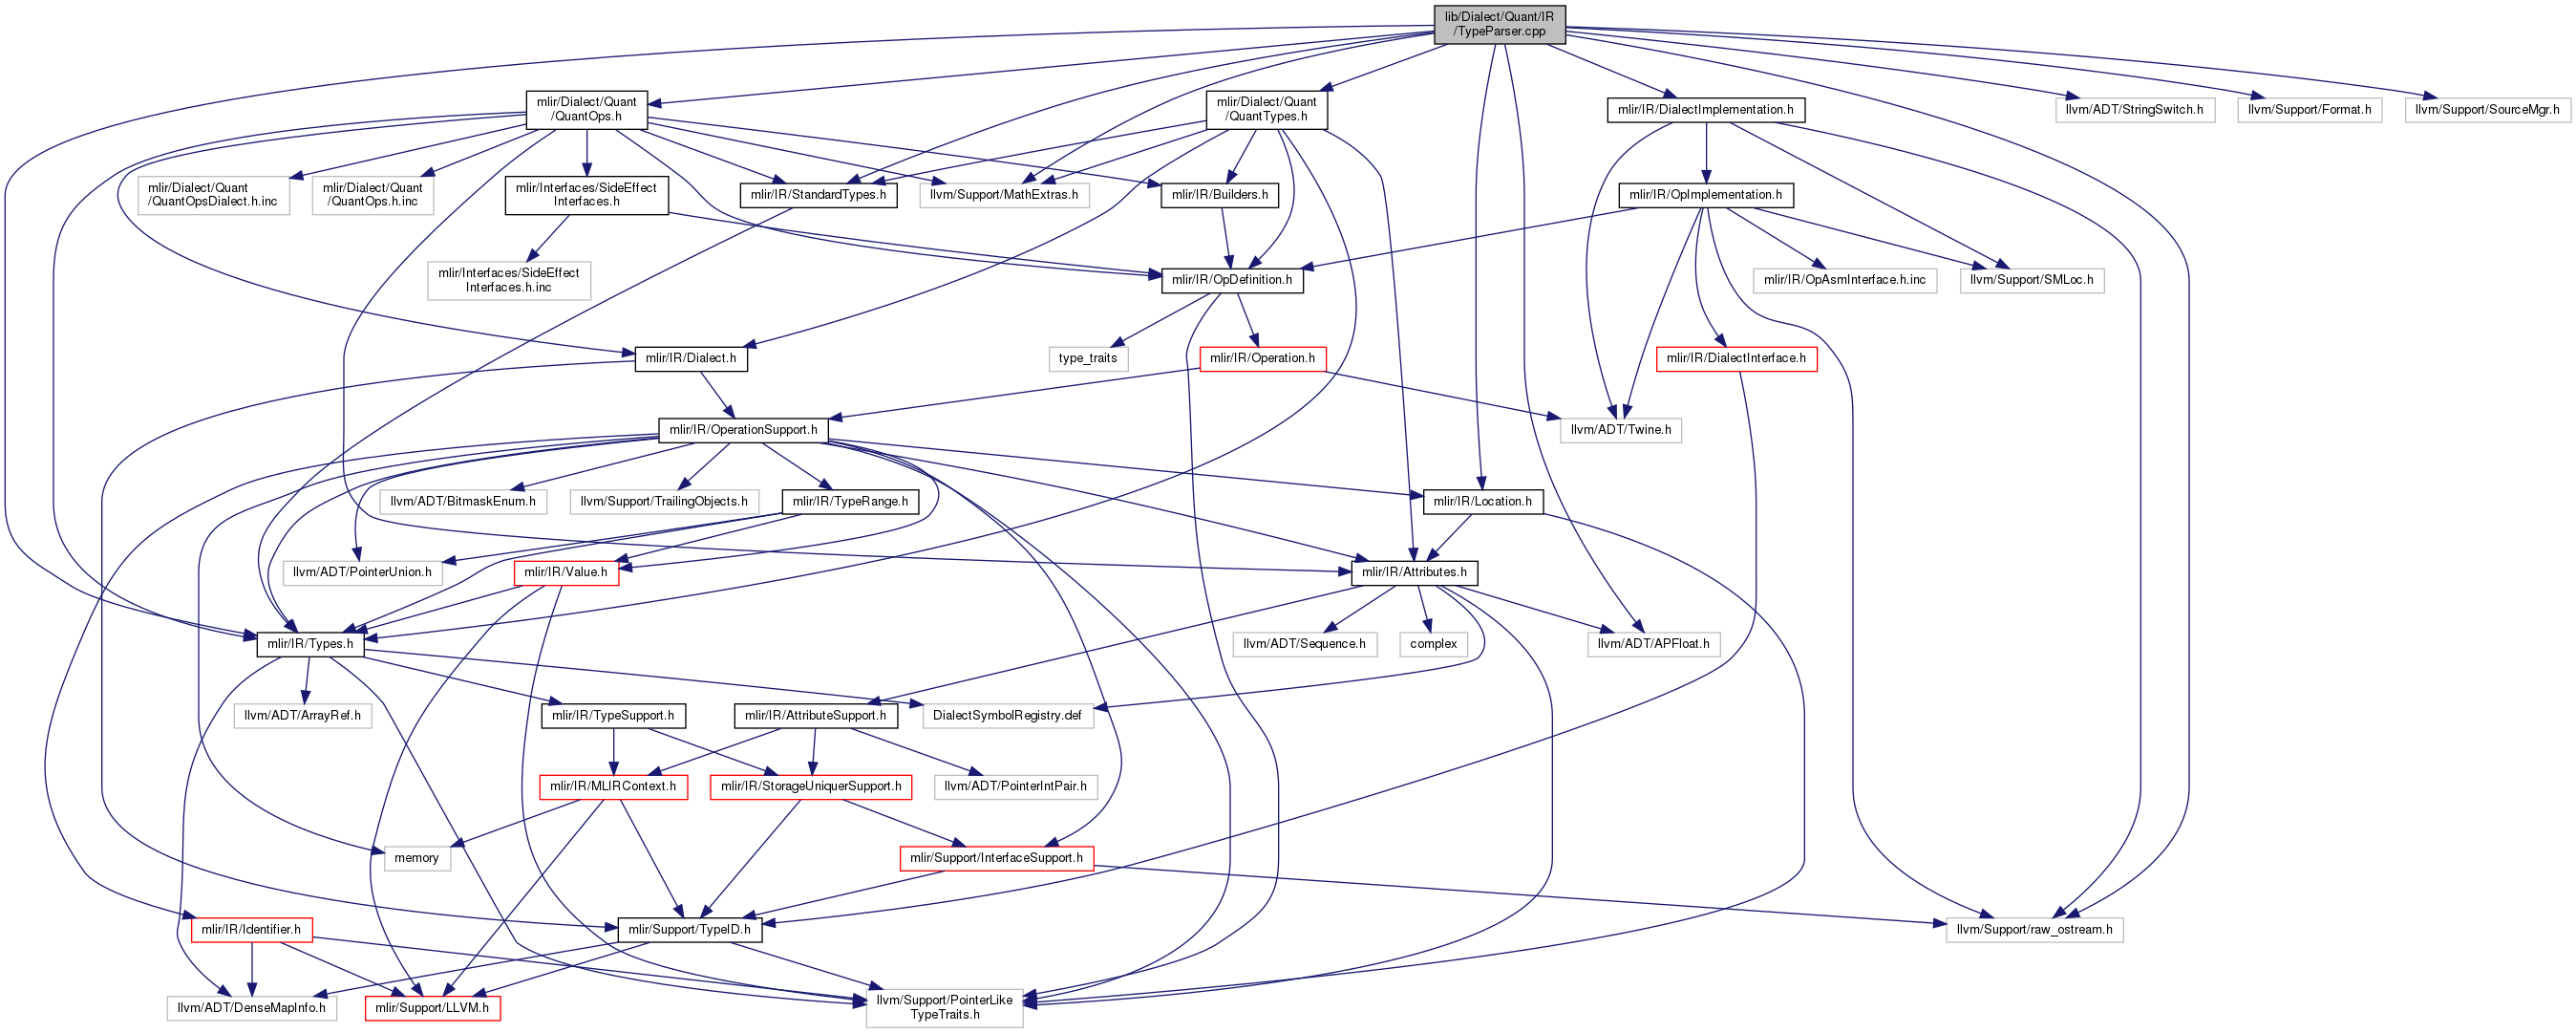 lib/Dialect/Quant/IR
/TypeParser.cpp
mlir/Dialect/Quant
/QuantOps.h
mlir/Dialect/Quant
/QuantTypes.h
mlir/IR/DialectImplementation.h
llvm/ADT/StringSwitch.h
llvm/Support/Format.h
llvm/Support/SourceMgr.h
mlir/Dialect/Quant
/QuantOpsDialect.h.inc
mlir/Dialect/Quant
/QuantOps.h.inc
mlir/Interfaces/SideEffect
Interfaces.h
mlir/IR/StandardTypes.h
llvm/Support/MathExtras.h
mlir/IR/Builders.h
mlir/IR/OpImplementation.h
mlir/Interfaces/SideEffect
Interfaces.h.inc
mlir/IR/OpDefinition.h
mlir/IR/OpAsmInterface.h.inc
llvm/Support/SMLoc.h
mlir/IR/Dialect.h
type_traits
mlir/IR/Operation.h
mlir/IR/DialectInterface.h
mlir/IR/OperationSupport.h
llvm/ADT/Twine.h
llvm/ADT/BitmaskEnum.h
llvm/Support/TrailingObjects.h
mlir/IR/TypeRange.h
mlir/IR/Location.h
llvm/ADT/PointerUnion.h
mlir/IR/Value.h
mlir/IR/Attributes.h
mlir/IR/Types.h
llvm/ADT/Sequence.h
complex
llvm/ADT/APFloat.h
llvm/ADT/ArrayRef.h
mlir/IR/TypeSupport.h
mlir/IR/AttributeSupport.h
DialectSymbolRegistry.def
mlir/IR/MLIRContext.h
mlir/IR/StorageUniquerSupport.h
llvm/ADT/PointerIntPair.h
memory
mlir/Support/InterfaceSupport.h
mlir/IR/Identifier.h
mlir/Support/TypeID.h
llvm/Support/raw_ostream.h
llvm/ADT/DenseMapInfo.h
mlir/Support/LLVM.h
llvm/Support/PointerLike
TypeTraits.h